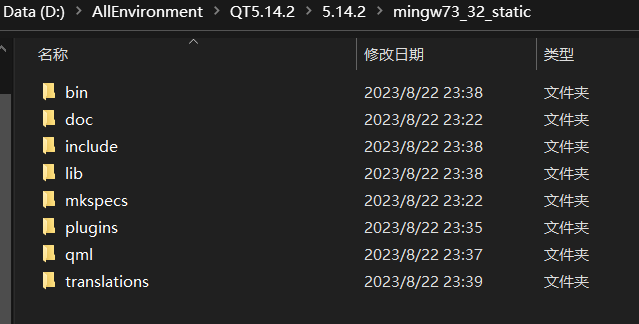 Data (D:) > AllEnvironment > QT5.14.2 > 5.14.2 > mingw73_32_static
名称 修改日期 类型
bin 2023/8/22 23:38 文件夹
doc 2023/8/22 23:22 文件夹
include 2023/8/22 23:38 文件夹
lib 2023/8/22 23:38 文件夹
mkspecs 2023/8/22 23:22 文件夹
plugins 2023/8/22 23:35 文件夹
qml 2023/8/22 23:37 文件夹
translations 2023/8/22 23:39 文件夹